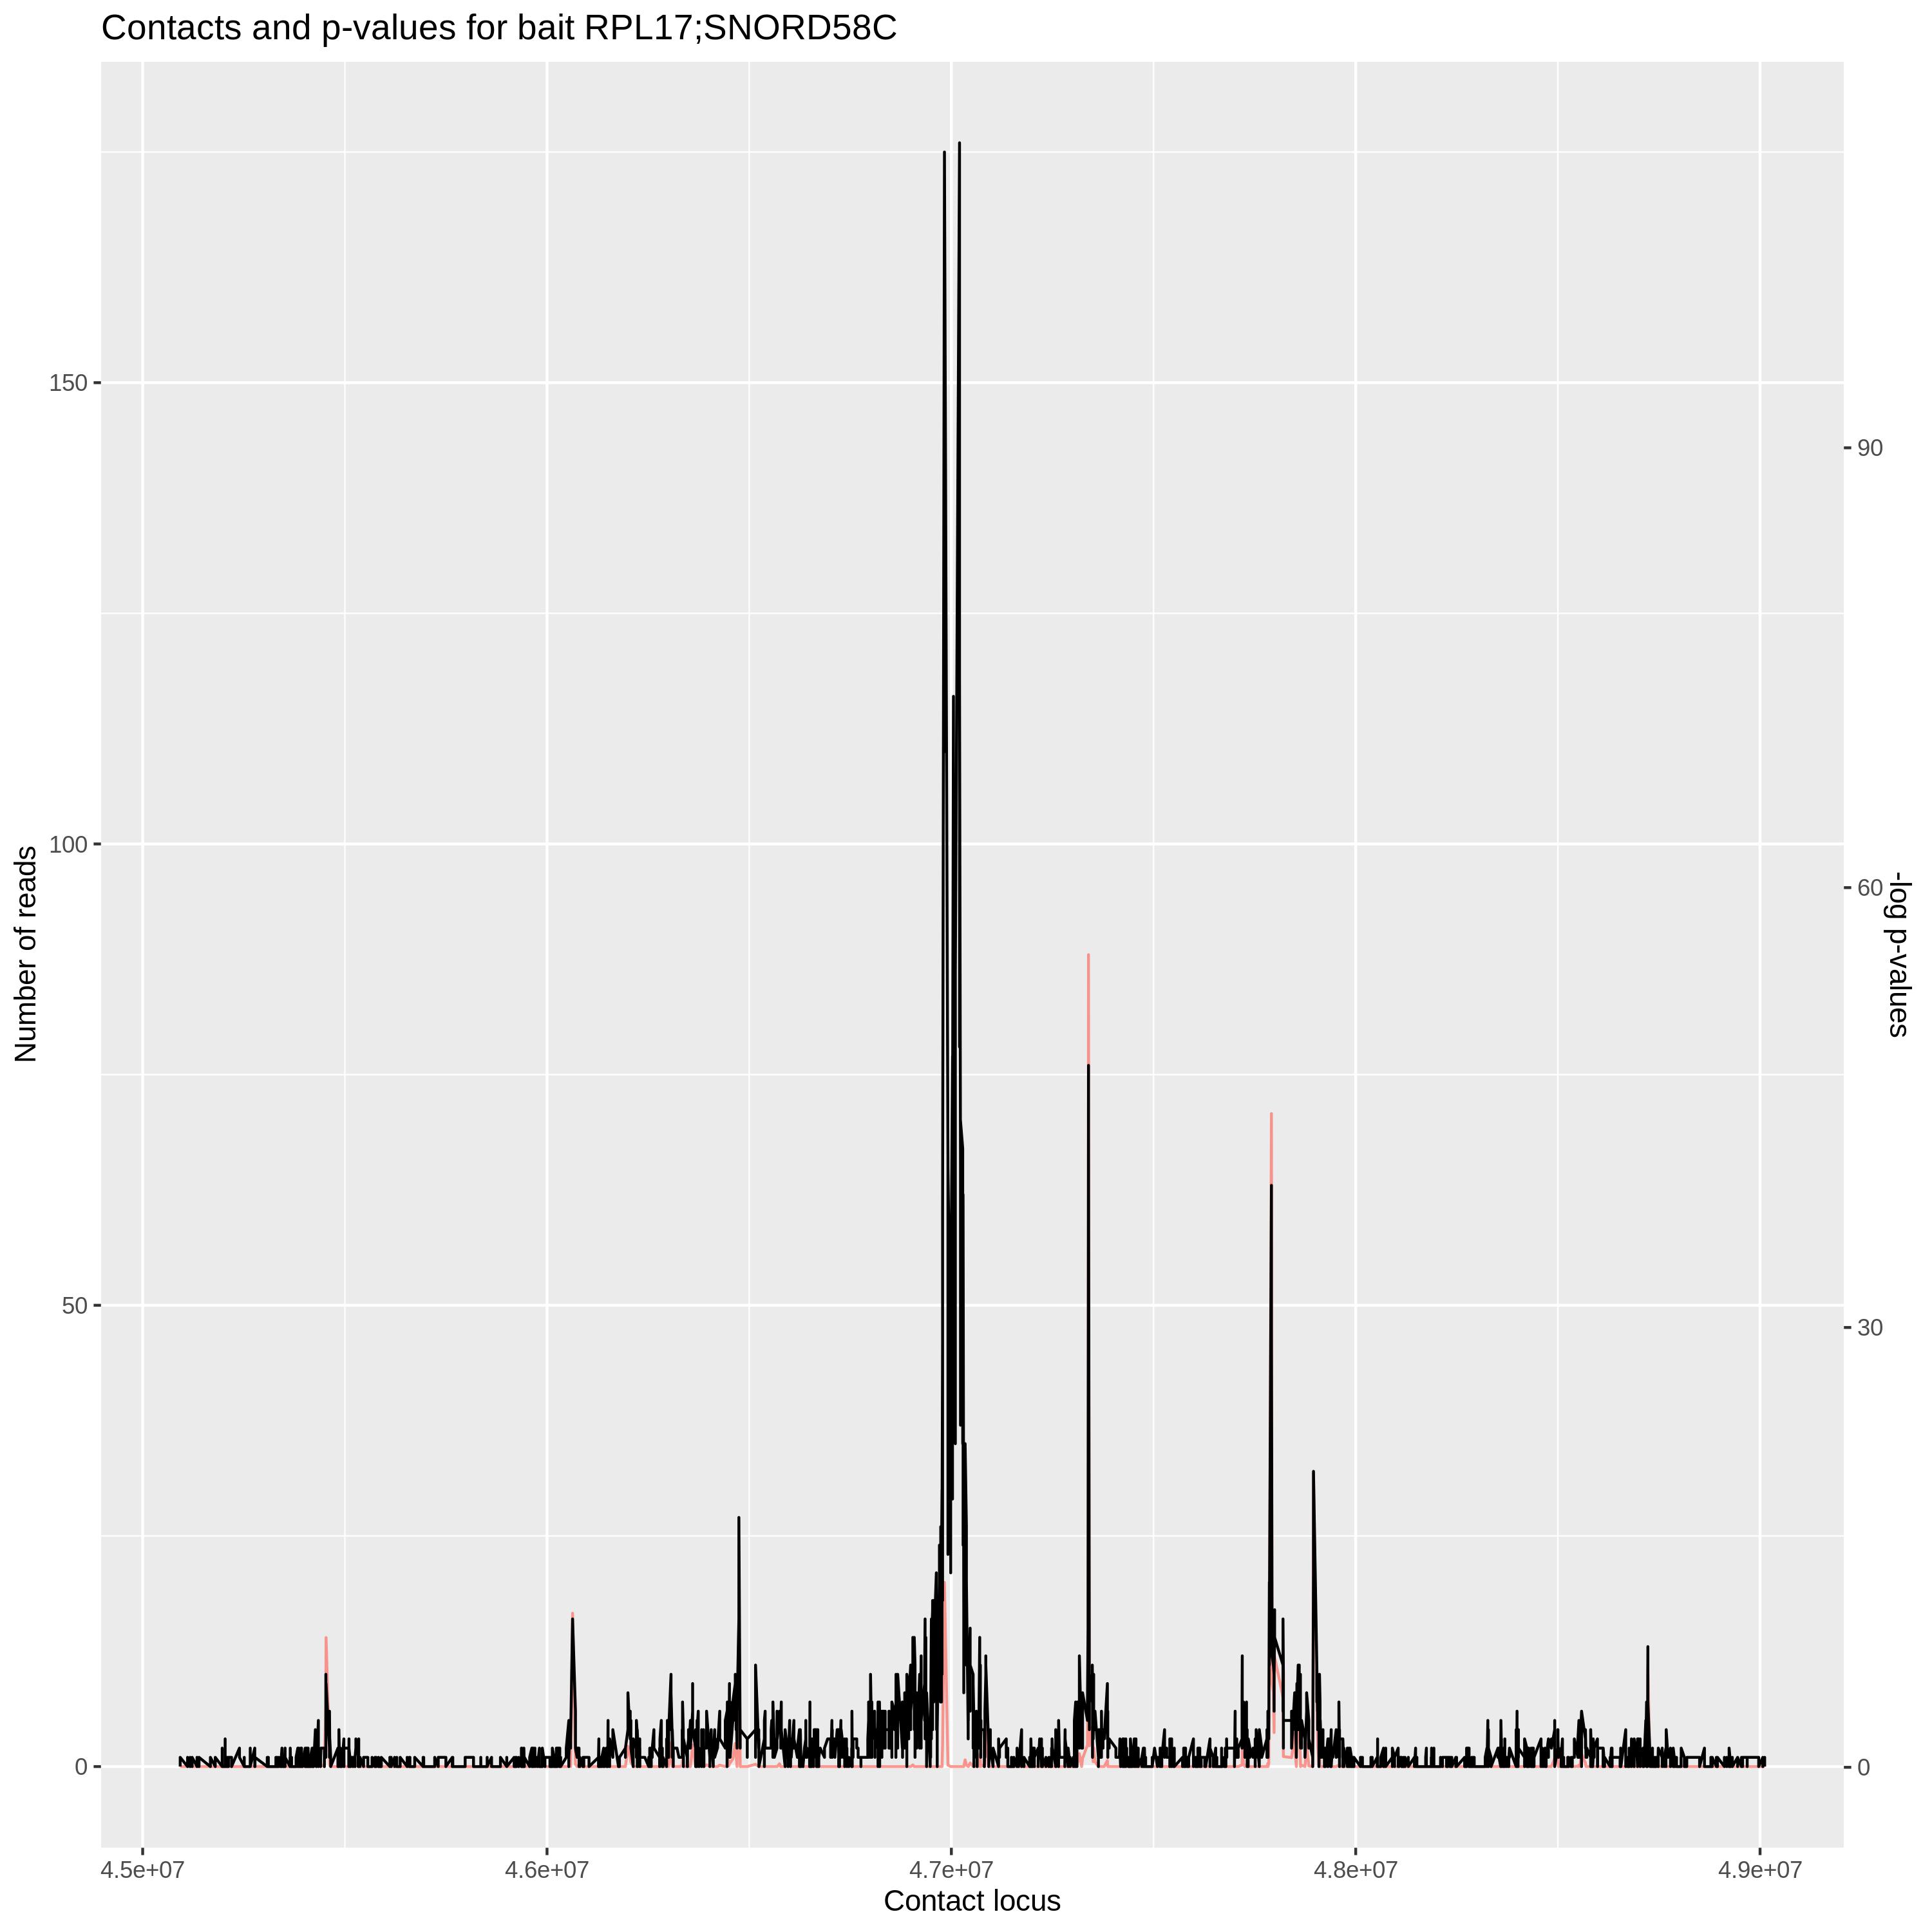 Contacts and p-values for bait RPL17;SNORD58C
Number of reads
150
100
50
0
90
60
30
0
-log p-values
4.5e+07
4.6e+07
4.7e+07
4.8e+07
4.9e+07
Contact locus